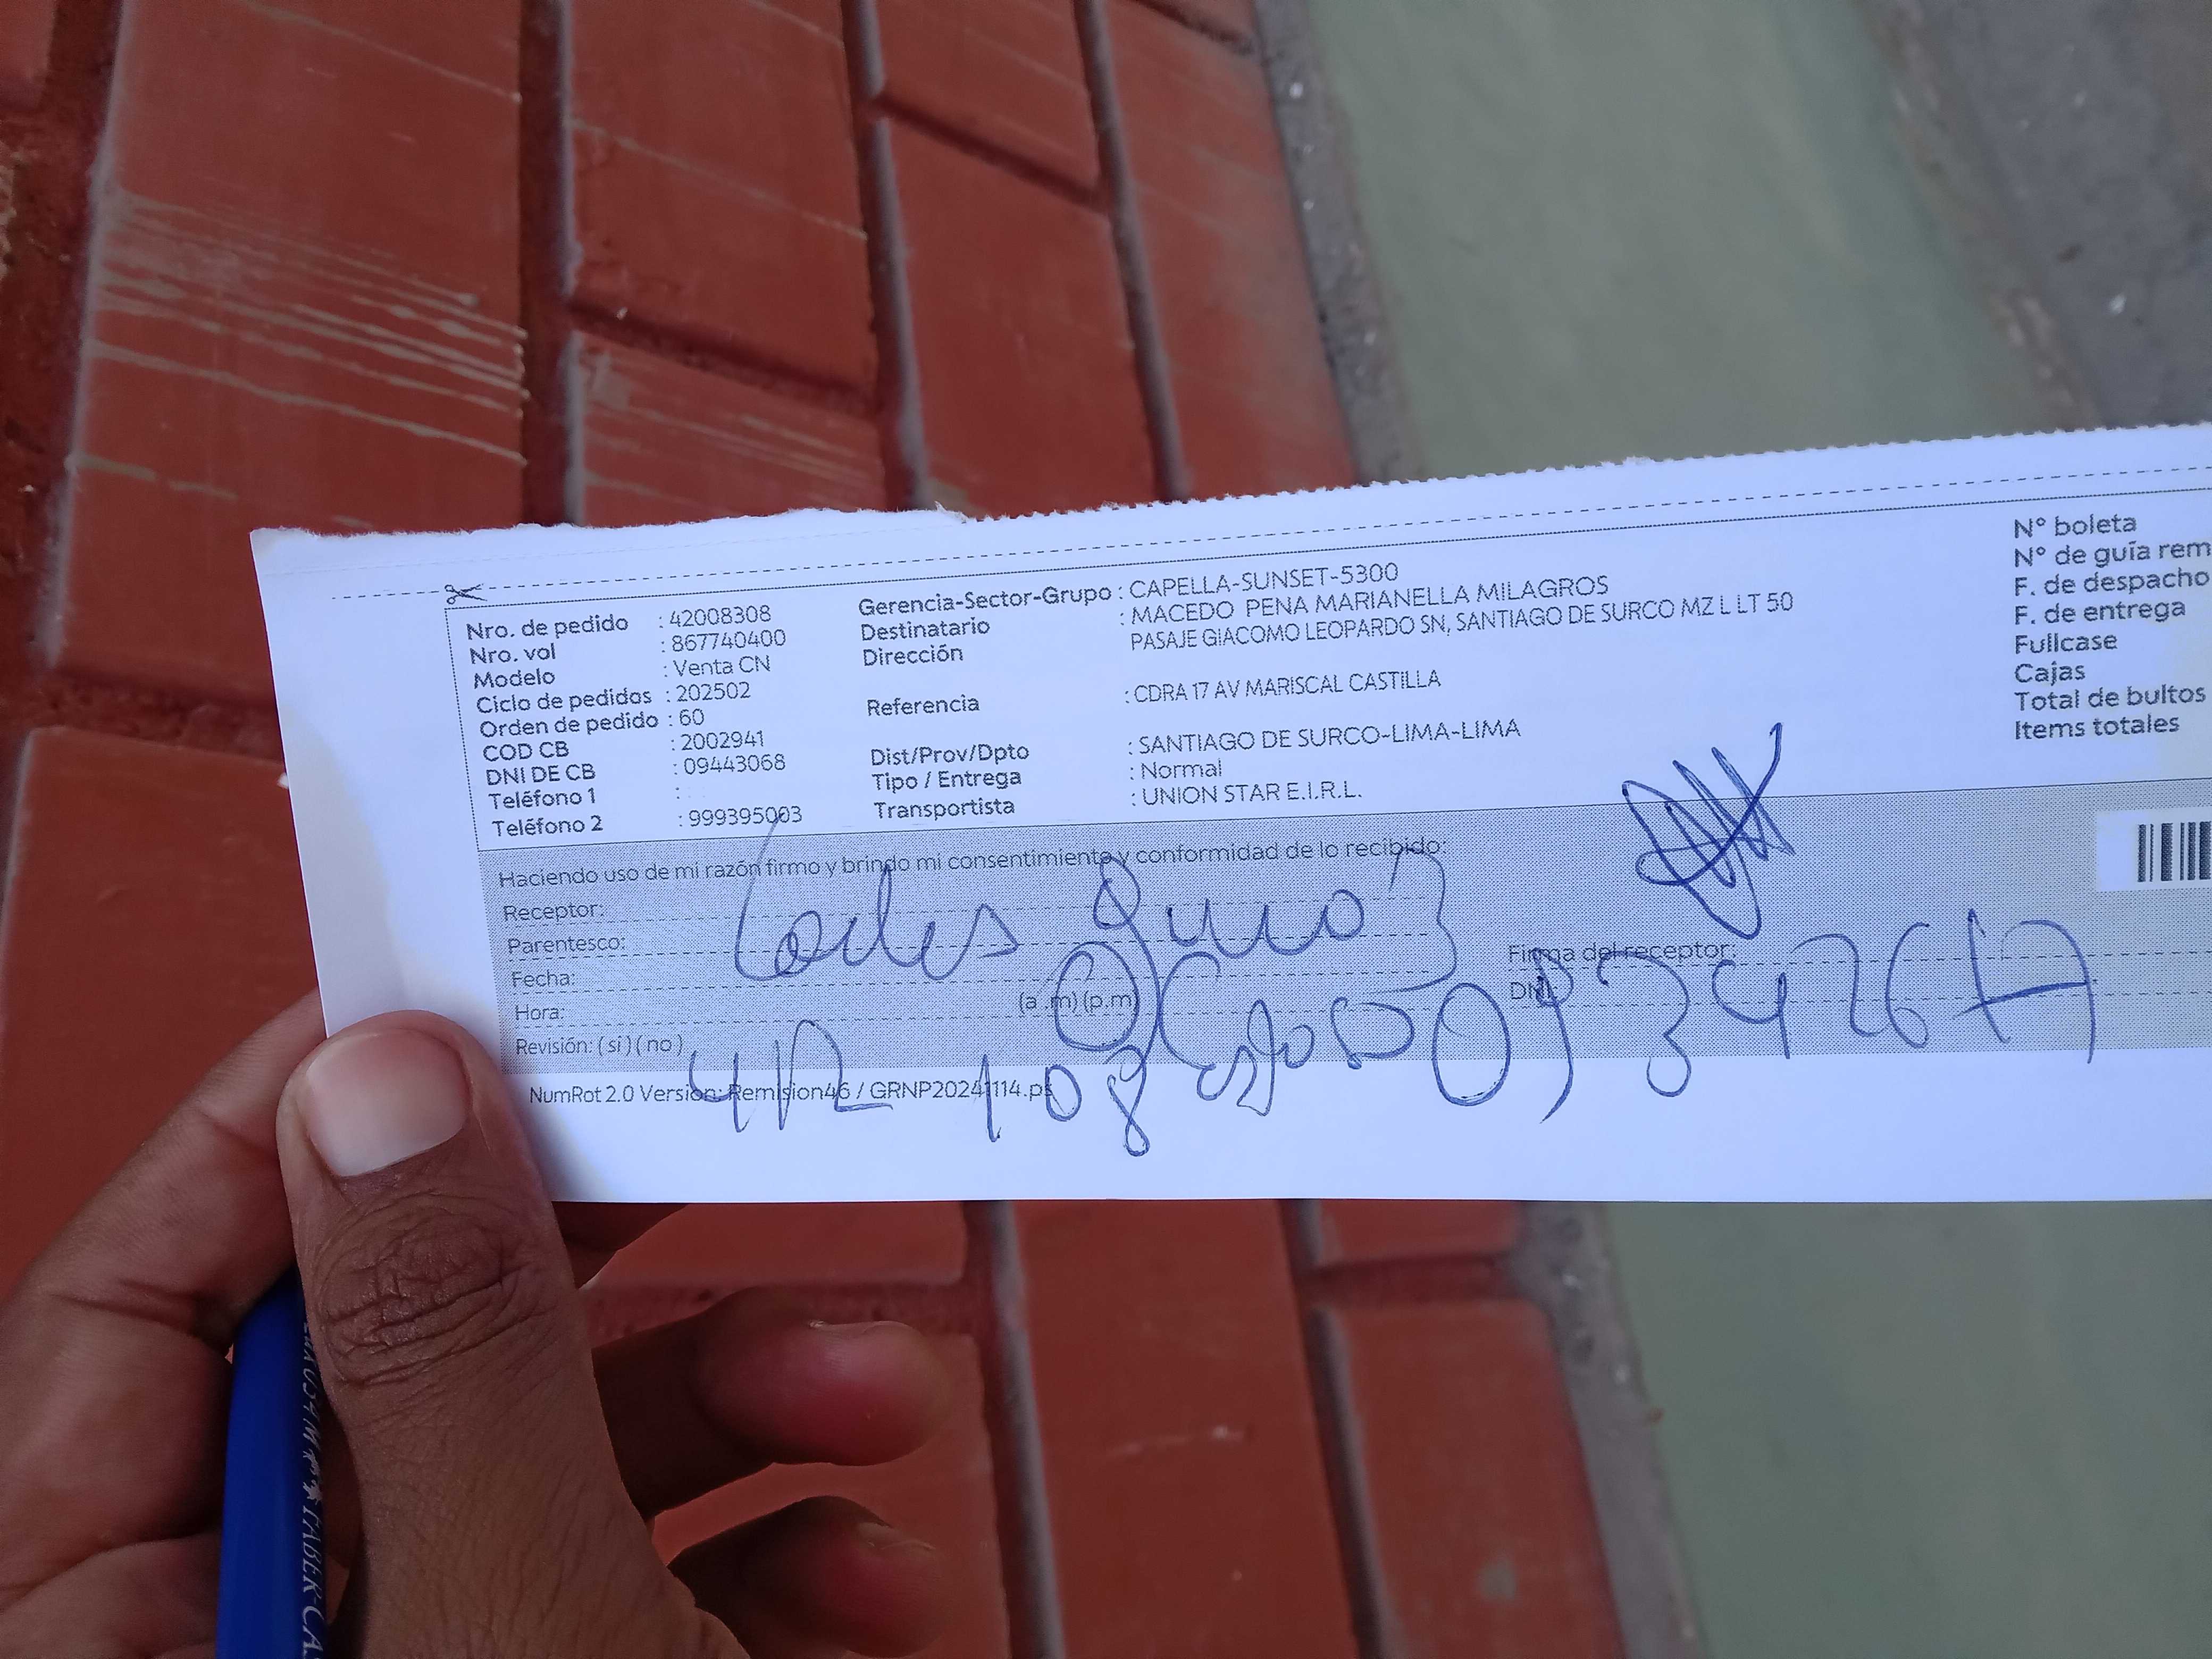 Nro. de pedido : 42008308
Nro. vol : 867740400
Modelo : Venta CN
Ciclo de pedidos : 202502
Orden de pedido : 60
COD CB : 2002941
DNI DE CB : 09443068
Teléfono 1 :
Teléfono 2 : 999395003
Gerencia-Sector-Grupo : CAPELLA-SUNSET-5300
Destinatario : MACEDO PENA MARIANELLA MILAGROS
Dirección PASAJE GIACOMO LEOPARDO SN, SANTIAGO DE SURCO MZ L LT 50
Referencia : CDRA 17 AV MARISCAL CASTILLA
Dist/Prov/Dpto : SANTIAGO DE SURCO-LIMA-LIMA
Tipo / Entrega : Normal
Transportista : UNION STAR E.I.R.L.
N° boleta
N° de guía rem
F. de despacho
F. de entrega
Fullcase
Cajas
Total de bultos
Items totales
Haciendo uso de mi razón firmo y brindo mi consentimiento y conformidad de lo recibido:
Receptor:
Parentesco:
Fecha:
Hora: (a.m) (p.m)
Revisión: ( si ) ( no )
Firma del receptor:
DNI:
NumRot 2.0 Version: Remision46 / GRNP20241114.ps